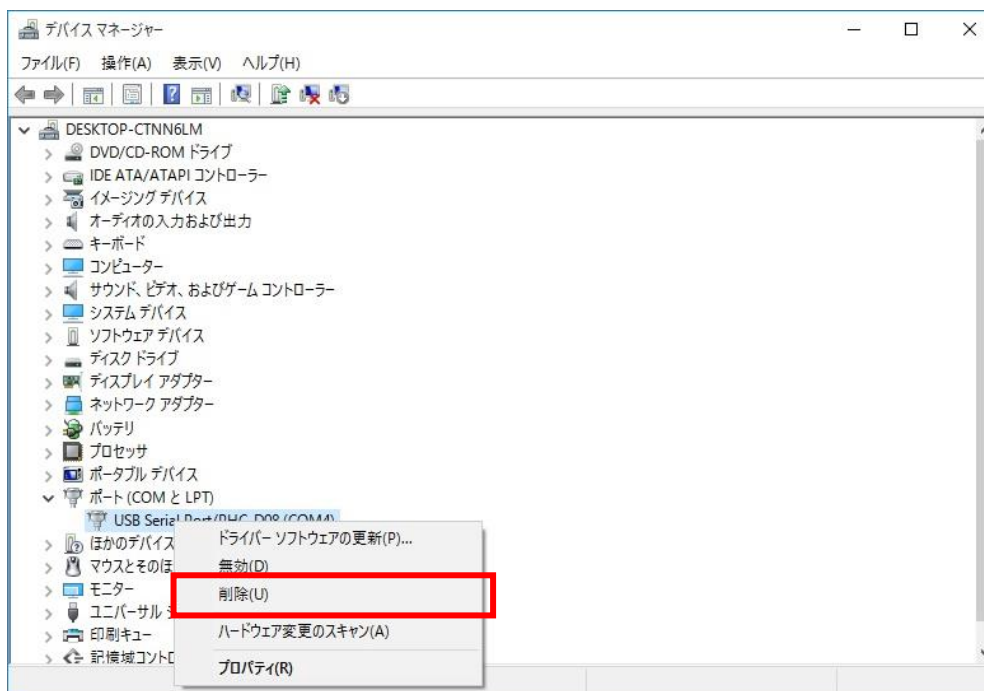 デバイス マネージャー
ファイル(F) 操作(A) 表示(V) ヘルプ(H)
DESKTOP-CTNN6LM
DVD/CD-ROM ドライブ
IDE ATA/ATAPI コントローラー
イメージング デバイス
オーディオの入力および出力
キーボード
コンピューター
サウンド、ビデオ、およびゲーム コントローラー
システム デバイス
ソフトウェア デバイス
ディスク ドライブ
ディスプレイ アダプター
ネットワーク アダプター
バッテリ
プロセッサ
ポータブル デバイス
ポート (COM と LPT)
USB Serial Port(PHC-D08 (COM4)
ドライバー ソフトウェアの更新(P)...
ほかのデバイス
無効(D)
マウスとそのほ
削除(U)
モニター
ユニバーサル
ハードウェア変更のスキャン(A)
印刷キュー
プロパティ(R)
記憶域コントロ